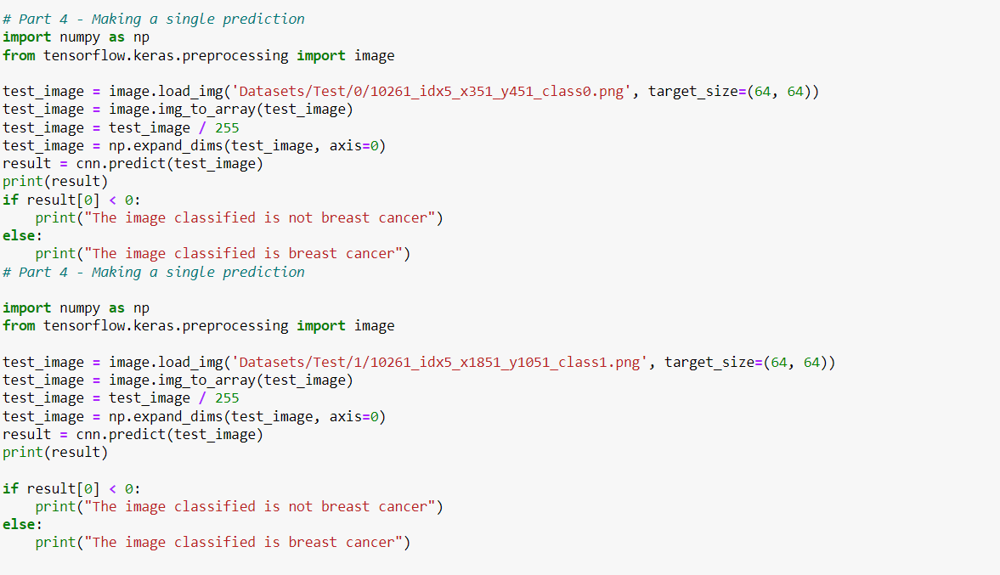 # Part 4 - Making a single prediction
import numpy as np
from tensorflow.keras.preprocessing import image
test_image = image.load_img('Datasets/Test/0/10261_idx5_x351_y451_class0.png', target_size=(64, 64))
test_image = image.img_to_array(test_image)
test_image = test_image / 255
test_image = np.expand_dims(test_image, axis=0)
result = cnn.predict(test_image)
print(result)
if result[0] < 0:
    print("The image classified is not breast cancer")
else:
    print("The image classified is breast cancer")
# Part 4 - Making a single prediction
import numpy as np
from tensorflow.keras.preprocessing import image
test_image = image.load_img('Datasets/Test/1/10261_idx5_x1851_y1051_class1.png', target_size=(64, 64))
test_image = image.img_to_array(test_image)
test_image = test_image / 255
test_image = np.expand_dims(test_image, axis=0)
result = cnn.predict(test_image)
print(result)
if result[0] < 0:
    print("The image classified is not breast cancer")
else:
    print("The image classified is breast cancer")